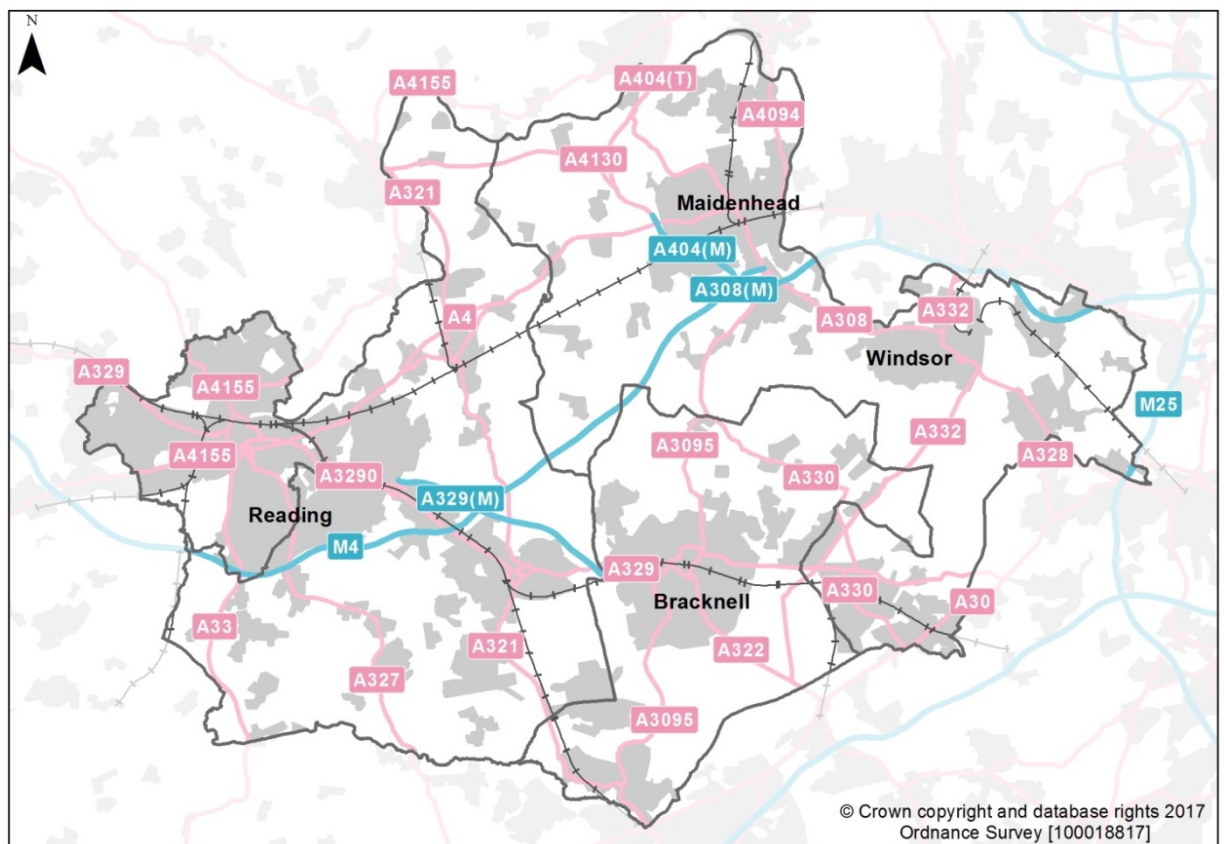 N
A4155
A404(T)
A4094
A4130
A321
Maidenhead
A404(M)
A308(M)
A4
A308
A332
Windsor
A329
A4155
M25
A3095
A332
A4155
A328
A3290
A330
A329(M)
Reading
M4
A329
Bracknell
A330
A30
A33
A321
A322
A327
A3095
© Crown copyright and database rights 2017
Ordnance Survey [100018817]